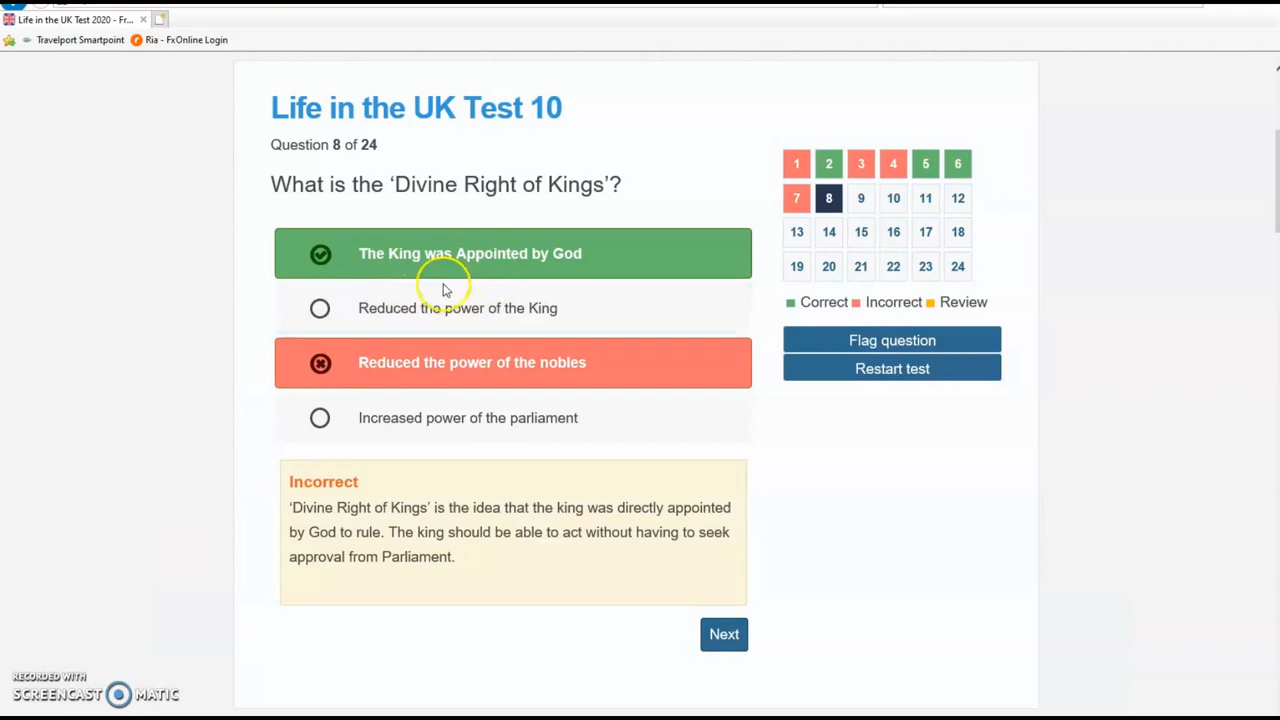 Life in the UK Test 2020 - Fr...
Travelport Smartpoint
Ria - FxOnline Login
Life in the UK Test 10
Question 8 of 24
What is the ‘Divine Right of Kings’?
The King was Appointed by God
Reduced the power of the King
Reduced the power of the nobles
Increased power of the parliament
Incorrect
‘Divine Right of Kings’ is the idea that the king was directly appointed
by God to rule. The king should be able to act without having to seek
approval from Parliament.
Next
1 2 3 4 5 6
7 8 9 10 11 12
13 14 15 16 17 18
19 20 21 22 23 24
Correct Incorrect Review
Flag question
Restart test
RECORDED WITH
SCREENCAST MATIC